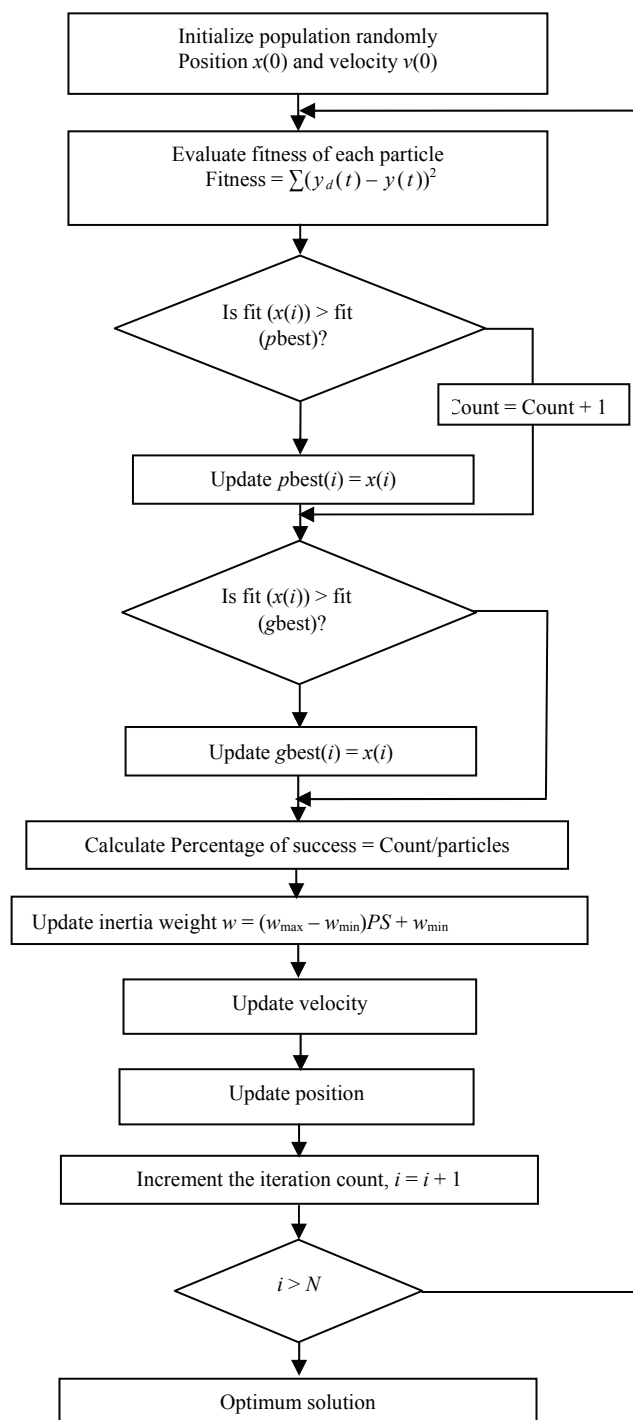 Initialize population randomly
Position x(0) and velocity v(0)
Evaluate fitness of each particle
Fitness = ∑(y_d(t) – y(t))²
Is fit (x(i)) > fit
(pbest)?
Count = Count + 1
Update pbest(i) = x(i)
Is fit (x(i)) > fit
(gbest)?
Update gbest(i) = x(i)
Calculate Percentage of success = Count/particles
Update inertia weight w = (w_max – w_min)PS + w_min
Update velocity
Update position
Increment the iteration count, i = i + 1
i > N
Optimum solution